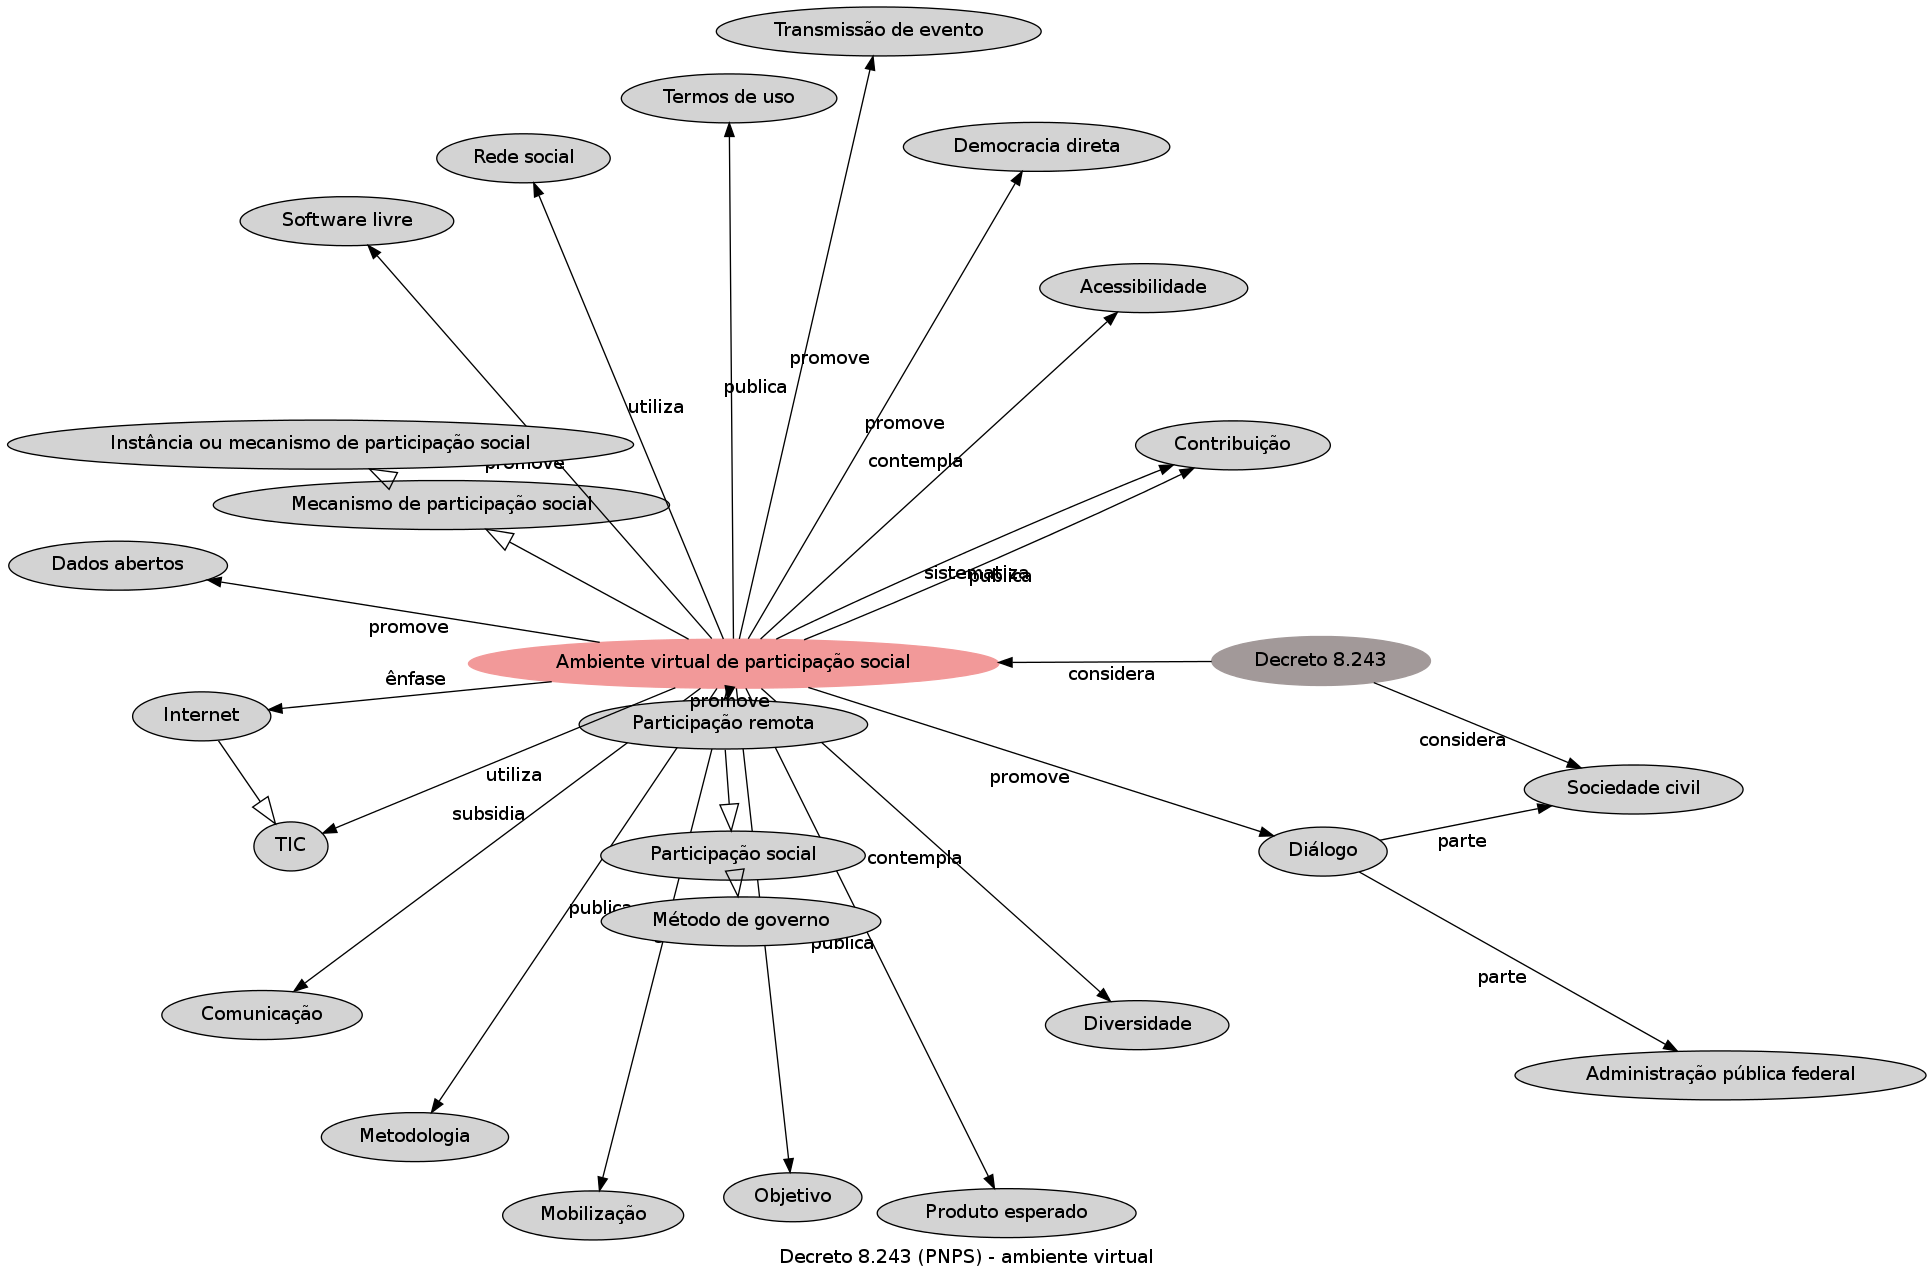 Transmissão de evento
Termos de uso
Democracia direta
Rede social
Software livre
Acessibilidade
promove
publica
utiliza
promove
Instância ou mecanismo de participação social
Contribuição
contempla
promove
Mecanismo de participação social
Dados abertos
sistematiza
publica
promove
Ambiente virtual de participação social
Decreto 8.243
considera
ênfase
promove
Internet
Participação remota
considera
utiliza
promove
Sociedade civil
subsidia
parte
TIC
Diálogo
Participação social
contempla
publica
Método de governo
publica
parte
Comunicação
Diversidade
Administração pública federal
Metodologia
Objetivo
Mobilização
Produto esperado
Decreto 8.243 (PNPS) - ambiente virtual